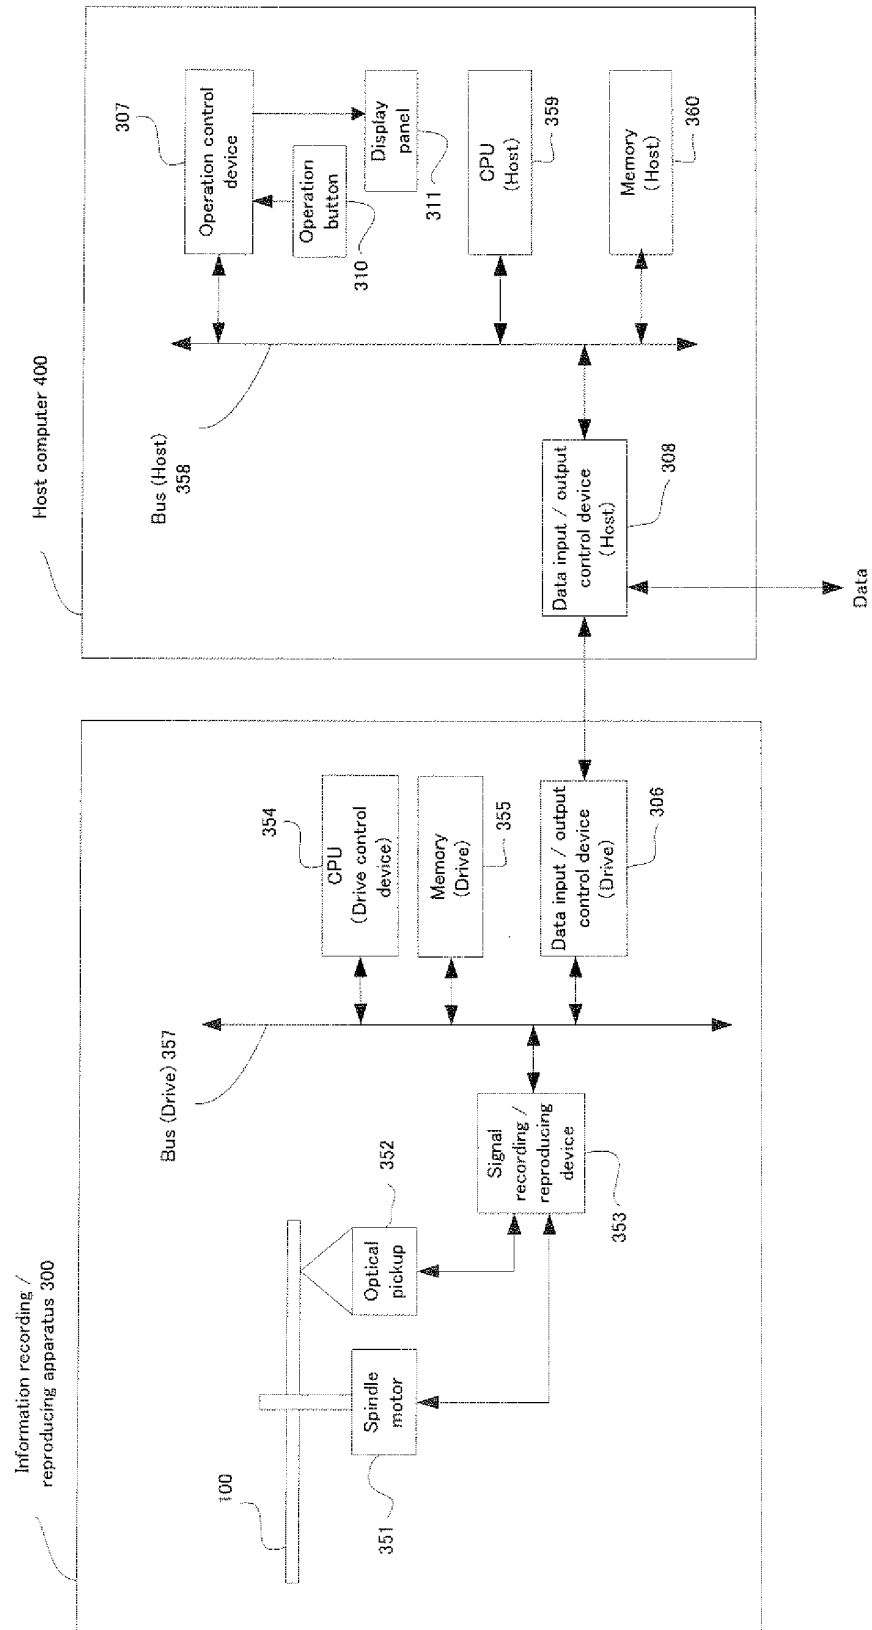 Information recording /
reproducing apparatus 300
100
351
Spindle
motor
Optical
pickup
352
Signal
recording /
reproducing
device
353
Bus (Drive) 357
354
CPU
(Drive control
device)
355
Memory
(Drive)
306
Data input / output
control device
(Drive)
Host computer 400
Bus (Host)
358
Data input / output
control device
(Host)
308
Data
307
Operation control
device
Operation
button
310
Display
panel
311
CPU
(Host)
359
Memory
(Host)
360